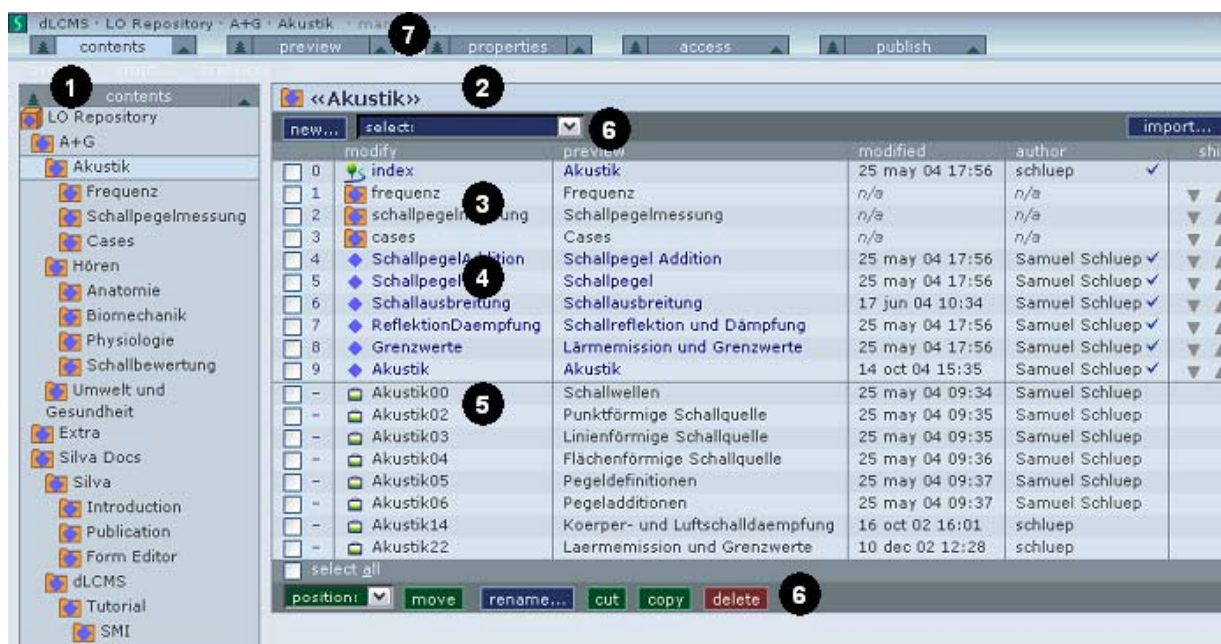 dLCMS · LO Repository · A+G · Akustik
contents preview 7 properties access publish
1 contents
LO Repository
A+G
Akustik
Frequenz
Schallpegelmessung
Cases
Hören
Anatomie
Biomechanik
Physiologie
Schallbewertung
Umwelt und
Gesundheit
Extra
Silva Docs
Silva
Introduction
Publication
Form Editor
dLCMS
Tutorial
SMI
«Akustik» 2
new... select: 6 import...
modify preview modified author
0 index Akustik 25 may 04 17:56 schluep
1 frequenz 3 Frequenz n/a n/a
2 Schallpegelmessung n/a n/a
3 cases Cases n/a n/a
4 Schallpegel Addition 25 may 04 17:56 Samuel Schluep
5 4 Schallpegel 25 may 04 17:56 Samuel Schluep
6 Schallausbreitung Schallausbreitung 17 jun 04 10:34 Samuel Schluep
7 ReflektionDaempfung Schallreflektion und Dämpfung 25 may 04 17:56 Samuel Schluep
8 Grenzwerte Lärmemission und Grenzwerte 25 may 04 17:56 Samuel Schluep
9 Akustik Akustik 14 oct 04 15:35 Samuel Schluep
- Akustik00 5 Schallwellen 25 may 04 09:34 Samuel Schluep
- Akustik02 Punktförmige Schallquelle 25 may 04 09:35 Samuel Schluep
- Akustik03 Linienförmige Schallquelle 25 may 04 09:35 Samuel Schluep
- Akustik04 Flächenförmige Schallquelle 25 may 04 09:36 Samuel Schluep
- Akustik05 Pegeldefinitionen 25 may 04 09:37 Samuel Schluep
- Akustik06 Pegeladditionen 25 may 04 09:37 Samuel Schluep
- Akustik14 Koerper- und Luftschalldaempfung 16 oct 02 16:01 schluep
- Akustik22 Laermemission und Grenzwerte 10 dec 02 12:28 schluep
select all
position: move rename... cut copy delete 6